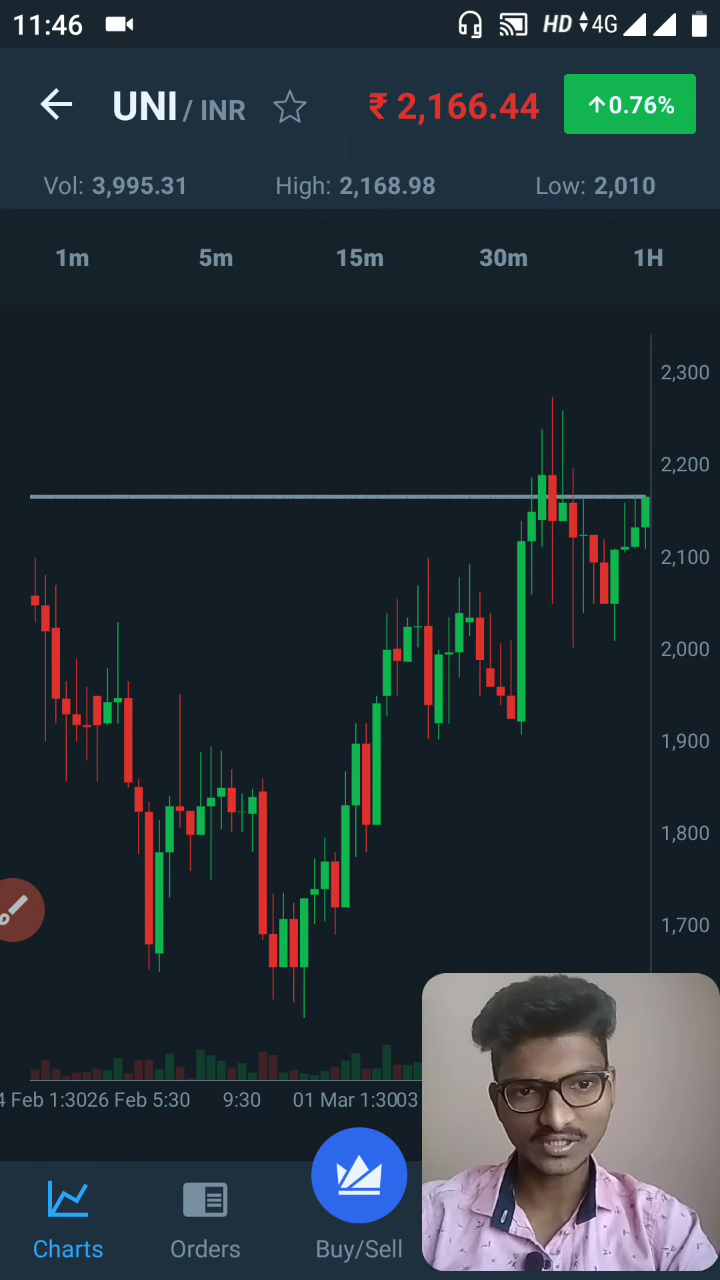 11:46 HD 4G
UNI / INR ₹ 2,166.44 ↑0.76%
Vol: 3,995.31 High: 2,168.98 Low: 2,010
1m 5m 15m 30m 1H
2,300
2,200
2,100
2,000
1,900
1,800
1,700
4 Feb 1:30 26 Feb 5:30 9:30 01 Mar 1:30 03
Charts Orders Buy/Sell